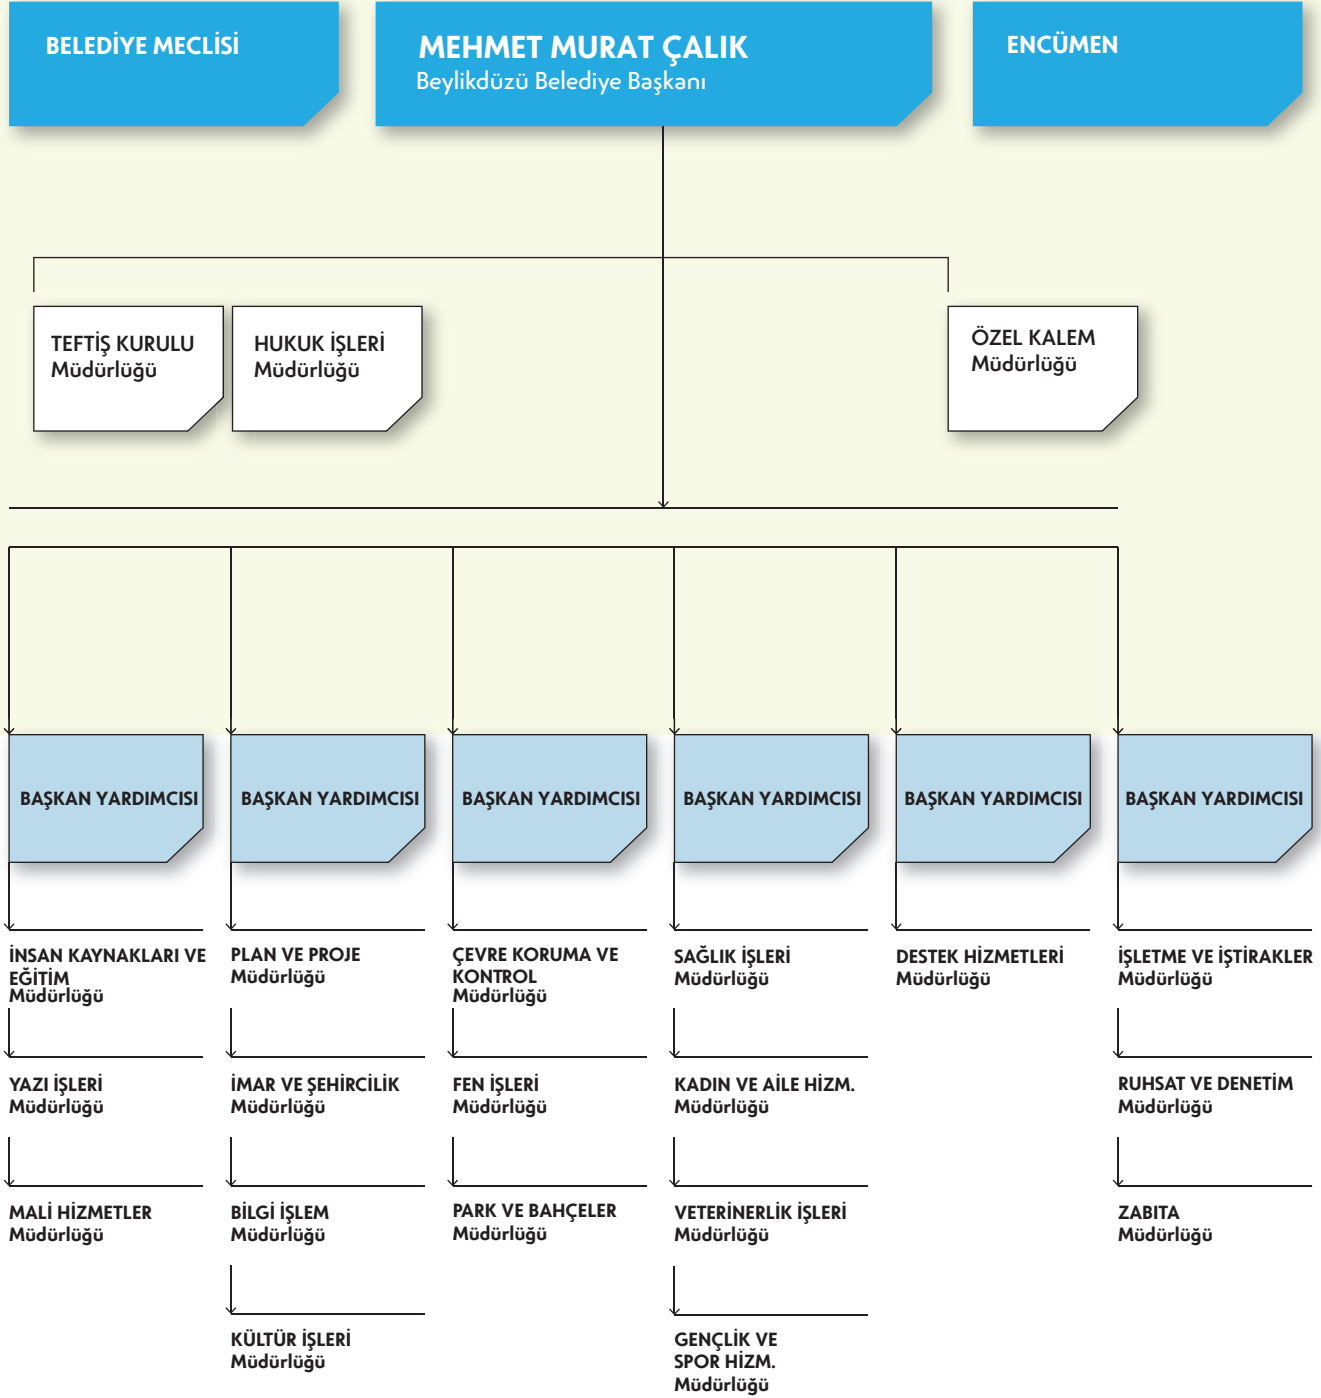 BELEDİYE MECLİSİ
MEHMET MURAT ÇALIK
Beylikdüzü Belediye Başkanı
ENCÜMEN
TEFTİŞ KURULU
Müdürlüğü
HUKUK İŞLERİ
Müdürlüğü
ÖZEL KALEM
Müdürlüğü
BAŞKAN YARDIMCISI
BAŞKAN YARDIMCISI
BAŞKAN YARDIMCISI
BAŞKAN YARDIMCISI
BAŞKAN YARDIMCISI
BAŞKAN YARDIMCISI
İNSAN KAYNAKLARI VE
EĞİTİM
Müdürlüğü
YAZI İŞLERİ
Müdürlüğü
MALİ HİZMETLER
Müdürlüğü
PLAN VE PROJE
Müdürlüğü
İMAR VE ŞEHİRCİLİK
Müdürlüğü
BİLGİ İŞLEM
Müdürlüğü
KÜLTÜR İŞLERİ
Müdürlüğü
ÇEVRE KORUMA VE
KONTROL
Müdürlüğü
FEN İŞLERİ
Müdürlüğü
PARK VE BAHÇELER
Müdürlüğü
SAĞLIK İŞLERİ
Müdürlüğü
KADIN VE AİLE HİZM.
Müdürlüğü
VETERİNERLİK İŞLERİ
Müdürlüğü
GENÇLİK VE
SPOR HİZM.
Müdürlüğü
DESTEK HİZMETLERİ
Müdürlüğü
İŞLETME VE İŞTİRAKLER
Müdürlüğü
RUHSAT VE DENETİM
Müdürlüğü
ZABITA
Müdürlüğü